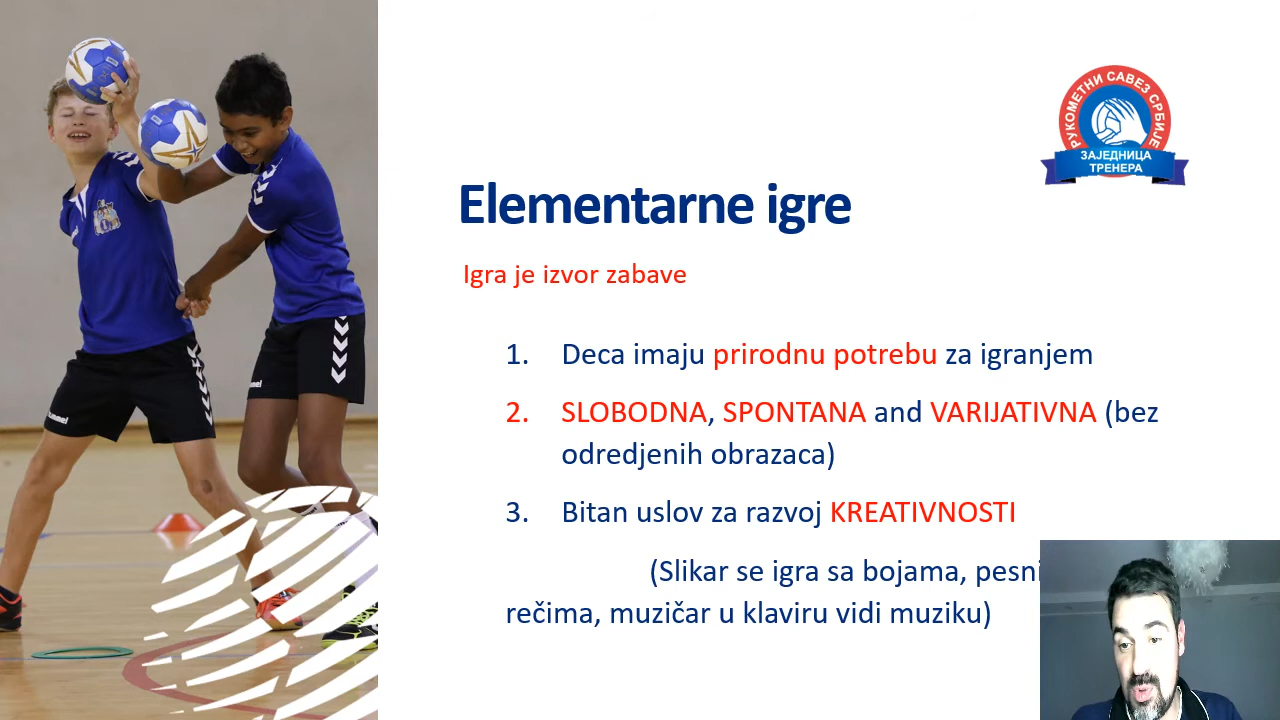 РУКОМЕТНИ САВЕЗ СРБИЈЕ
ЗАЈЕДНИЦА
ТРЕНЕРА
Elementarne igre
Igra je izvor zabave
1. Deca imaju prirodnu potrebu za igranjem
2. SLOBODNA, SPONTANA and VARIJATIVNA (bez
odredjenih obrazaca)
3. Bitan uslov za razvoj KREATIVNOSTI
(Slikar se igra sa bojama,
rečima, muzičar u klaviru vidi muziku)